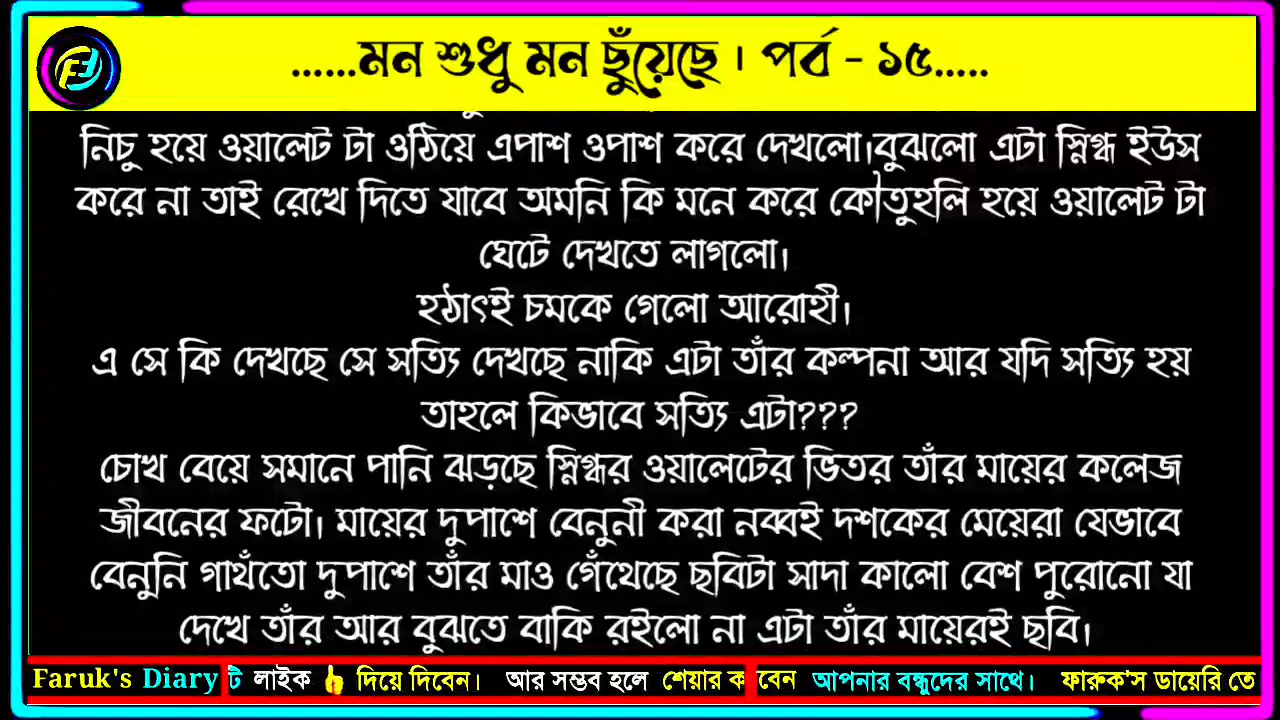 ......মন শুধু মন ছুঁয়েছে । পর্ব - ১৫.....
নিচু হয়ে ওয়ালেট টা ওঠিয়ে এপাশ ওপাশ করে দেখলো।বুঝলো এটা স্নিগ্ধ ইউস
করে না তাই রেখে দিতে যাবে অমনি কি মনে করে কৌতুহলি হয়ে ওয়ালেট টা
ঘেটে দেখতে লাগলো।
হঠাৎই চমকে গেলো আরোহী।
এ সে কি দেখছে সে সত্যি দেখছে নাকি এটা তাঁর কল্পনা আর যদি সত্যি হয়
তাহলে কিভাবে সত্যি এটা???
চোখ বেয়ে সমানে পানি ঝড়ছে স্নিগ্ধর ওয়ালেটের ভিতর তাঁর মায়ের কলেজ
জীবনের ফটো। মায়ের দুপাশে বেনুনী করা নব্বই দশকের মেয়েরা যেভাবে
বেনুনি গাথঁতো দুপাশে তাঁর মাও গেঁথেছে ছবিটা সাদা কালো বেশ পুরোনো যা
দেখে তাঁর আর বুঝতে বাকি রইলো না এটা তাঁর মায়েরই ছবি।
Faruk's Diary টি লাইক 👍 দিয়ে দিবেন। আর সম্ভব হলে শেয়ার ক বেন আপনার বন্ধুদের সাথে। ফারুক'স ডায়েরি তে